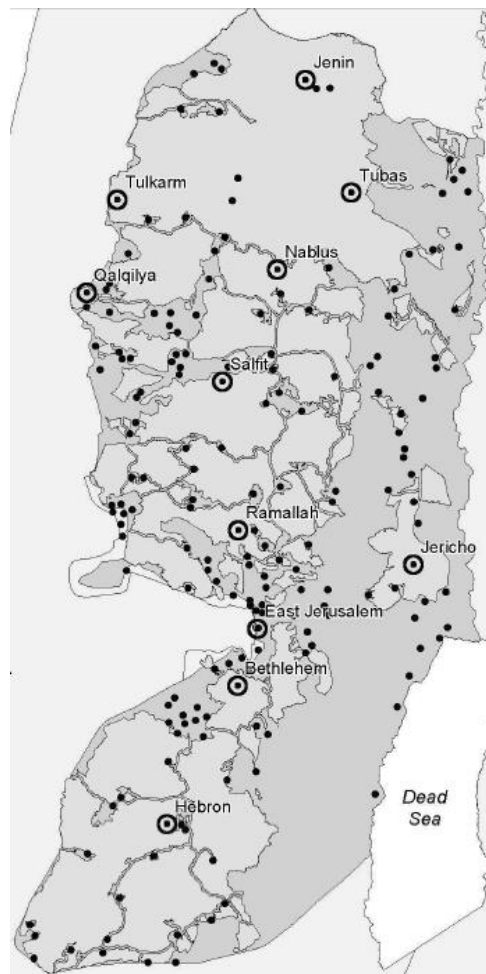 Jenin
Tulkarm
Tubas
Nablus
Qalqilya
Salfit
Ramallah
Jericho
East Jerusalem
Bethlehem
Dead
Sea
Hebron